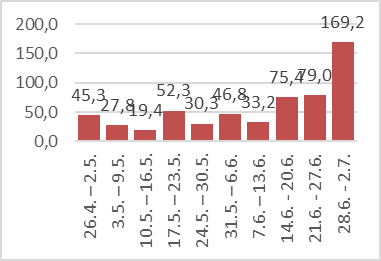 169,2
200,0
150,0
100,0
50,0
0,0
45,3
27,8
19,4
52,3
30,3
46,8
33,2
75,4
79,0
26.4. – 2.5.
3.5. – 9.5.
10.5. – 16.5.
17.5. – 23.5.
24.5. – 30.5.
31.5. – 6.6.
7.6. – 13.6.
14.6. - 20.6.
21.6. - 27.6.
28.6. - 2.7.